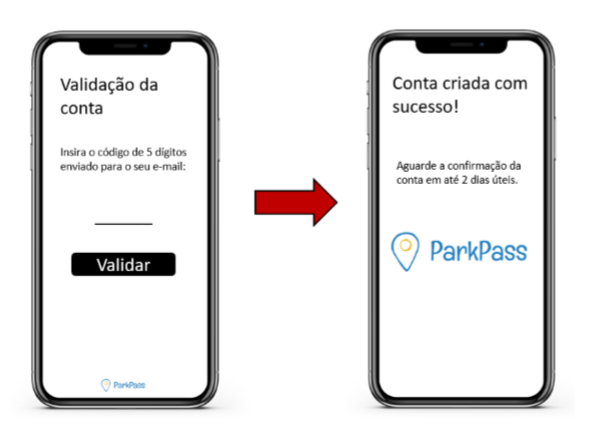 Validação da
conta
Insira o código de 5 dígitos
enviado para o seu e-mail:
Validar
ParkPass
Conta criada com
sucesso!
Aguarde a confirmação da
conta em até 2 dias úteis.
ParkPass